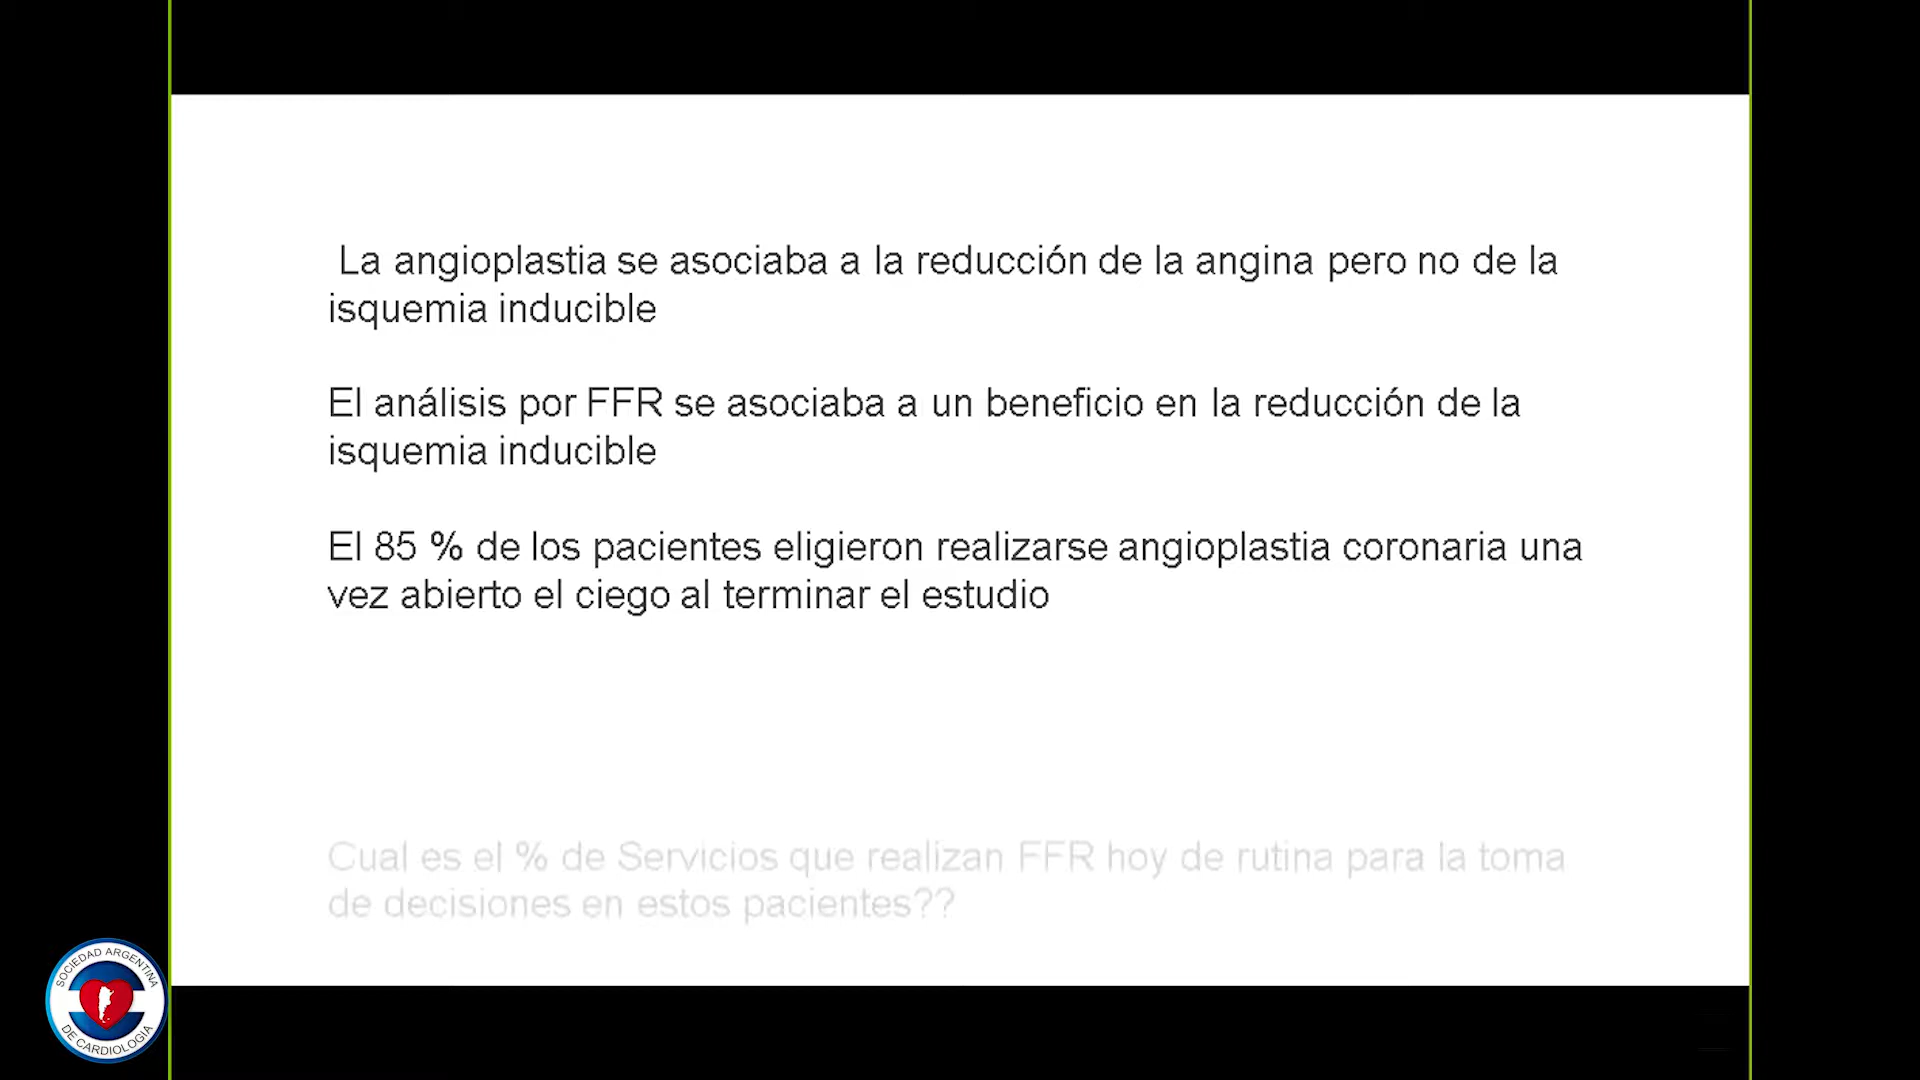 La angioplastia se asociaba a la reducción de la angina pero no de la
isquemia inducible
El análisis por FFR se asociaba a un beneficio en la reducción de la
isquemia inducible
El 85 % de los pacientes eligieron realizarse angioplastia coronaria una
vez abierto el ciego al terminar el estudio
Cual es el % de Servicios que realizan FFR hoy de rutina para la toma
de decisiones en estos pacientes??
SOCIEDAD ARGENTINA
DE CARDIOLOGÍA